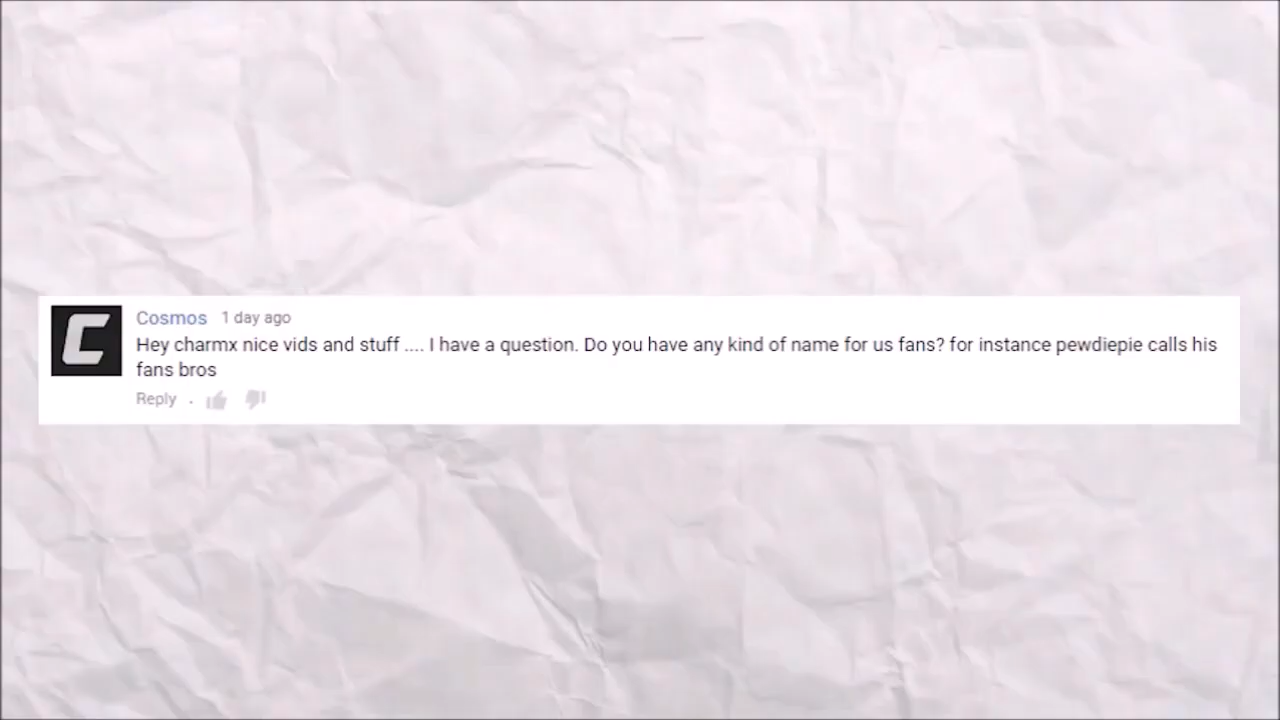 Cosmos 1 day ago
Hey charmx nice vids and stuff .... I have a question. Do you have any kind of name for us fans? for instance pewdiepie calls his
fans bros
Reply .